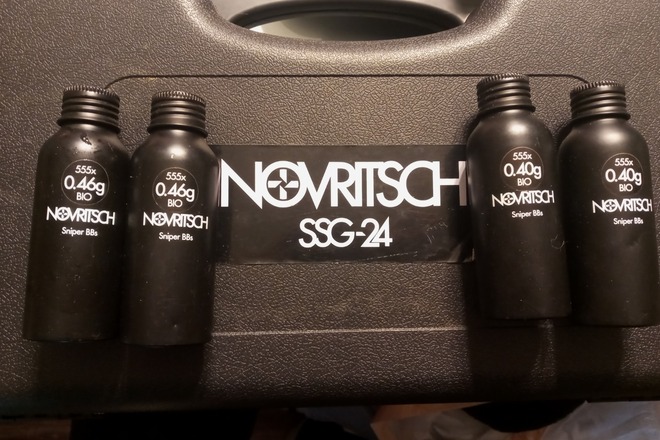 555x
0.46g
BIO
NOVRITSCH
Sniper BBs
555x
0.46g
BIO
NOVRITSCH
Sniper BBs
NOVRITSCH
SSG-24
555x
0.40g
BIO
NOVRITSCH
Sniper BBs
555x
0.40g
BIO
NOVRITSCH
Sniper BBs